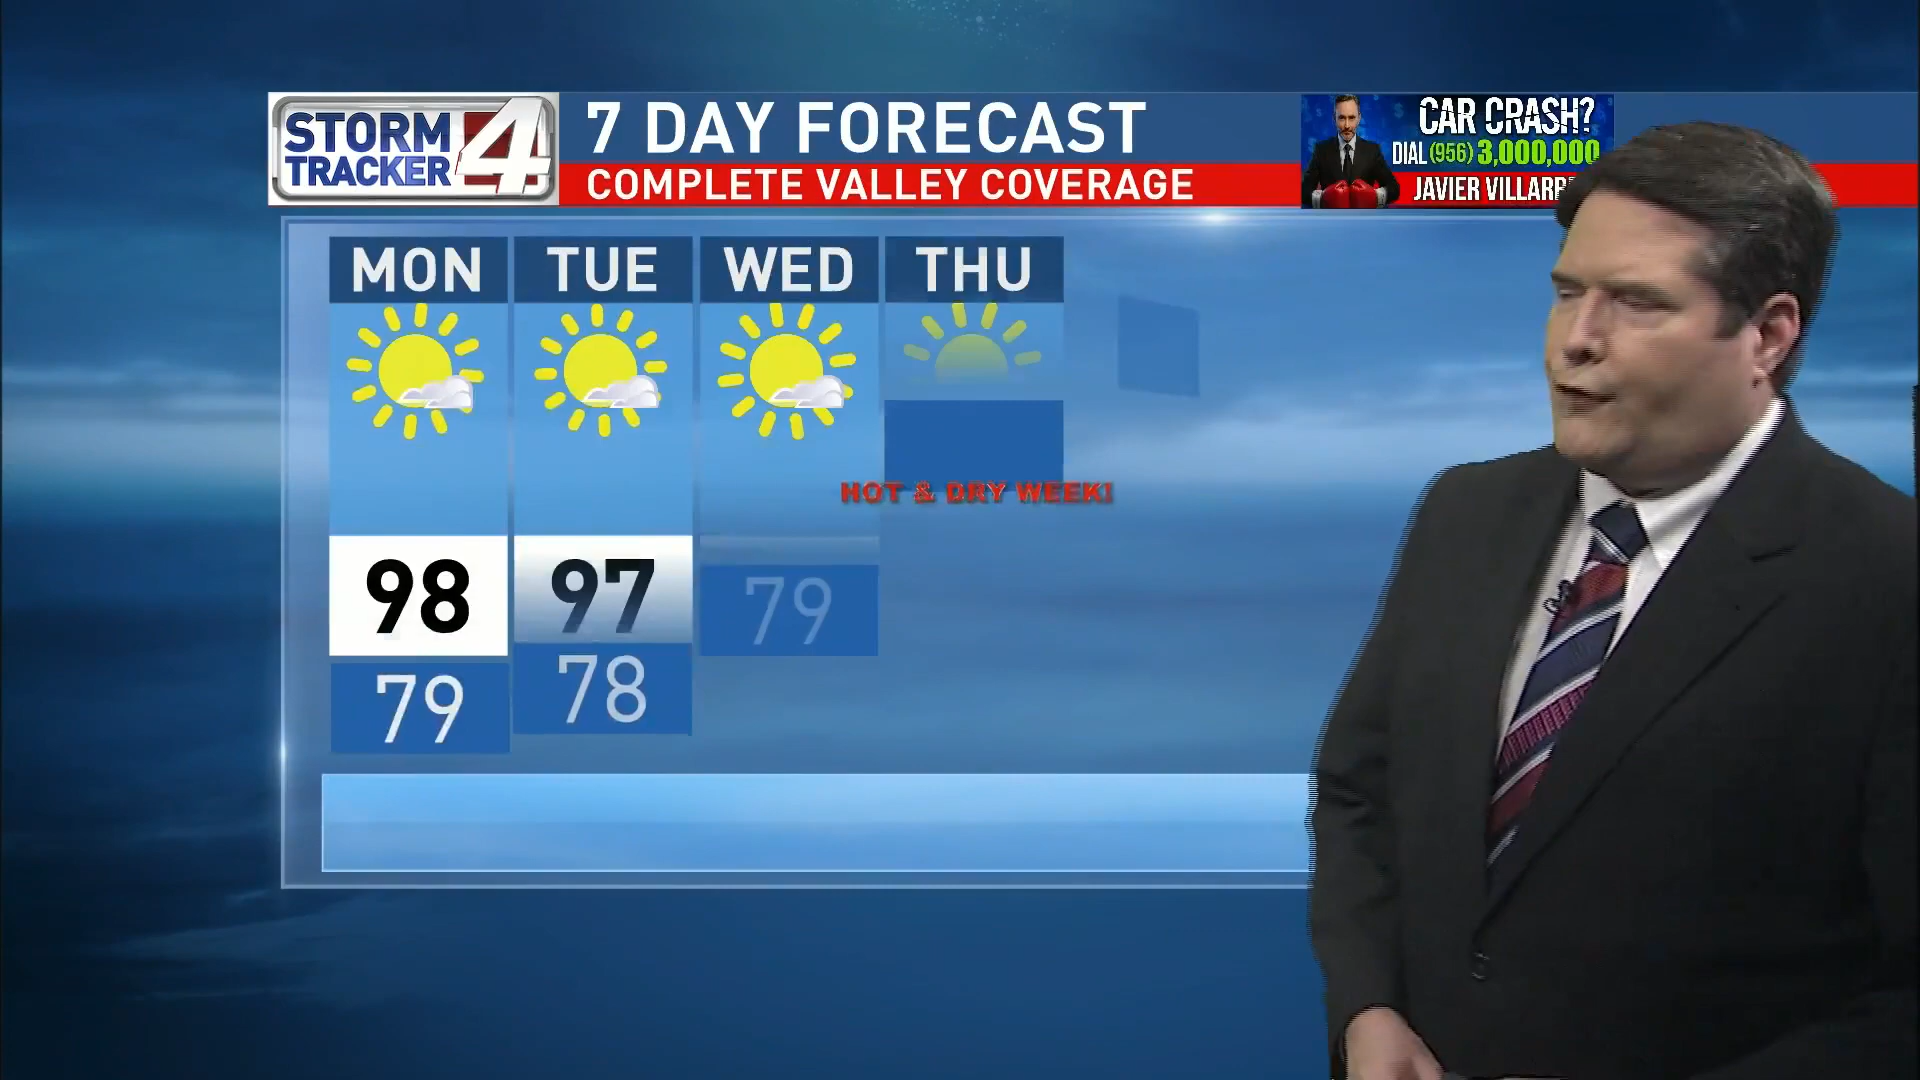 STORM
TRACKER 4
7 DAY FORECAST
COMPLETE VALLEY COVERAGE
CAR CRASH?
DIAL (956) 3,000,000
JAVIER
MON
TUE
WED
THU
HOT & DRY WEEK!
98
97
79
79
78